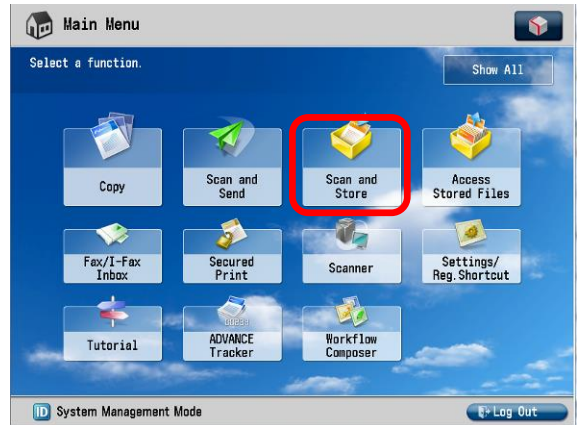 Main Menu
Select a function.
Show All
Copy
Scan and
Send
Scan and
Store
Access
Stored Files
Fax/I-Fax
Inbox
Secured
Print
Scanner
Settings/
Reg.Shortcut
Tutorial
ADVANCE
Tracker
Workflow
Composer
ID System Management Mode
Log Out